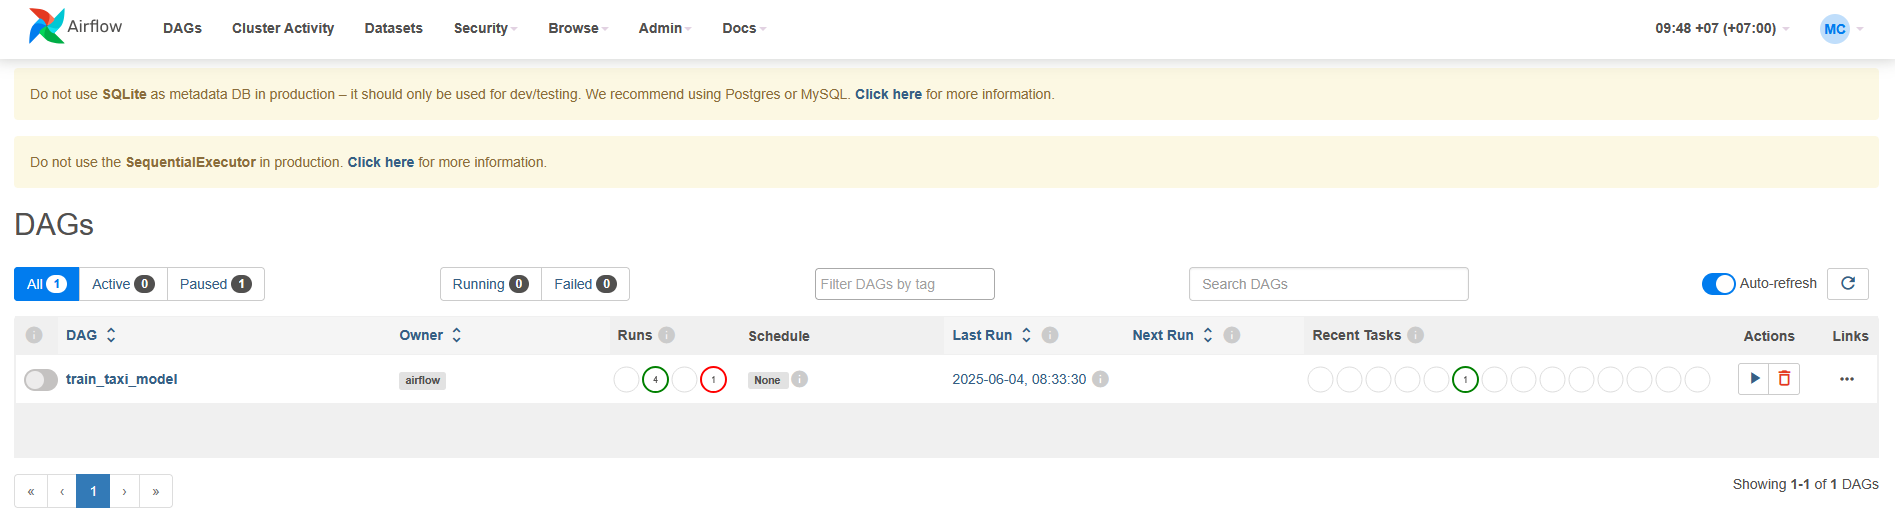 Airflow DAGs Cluster Activity Datasets Security Browse Admin Docs 09:48 +07 (+07:00) MC
Do not use SQLite as metadata DB in production – it should only be used for dev/testing. We recommend using Postgres or MySQL. Click here for more information.
Do not use the SequentialExecutor in production. Click here for more information.
DAGs
All 1 Active 0 Paused 1 Running 0 Failed 0 Filter DAGs by tag Search DAGs Auto-refresh
i DAG Owner Runs i Schedule Last Run i Next Run i Recent Tasks i Actions Links
train_taxi_model airflow 4 1 None i 2025-06-04, 08:33:30 i 1 ...
« ‹ 1 › » Showing 1-1 of 1 DAGs